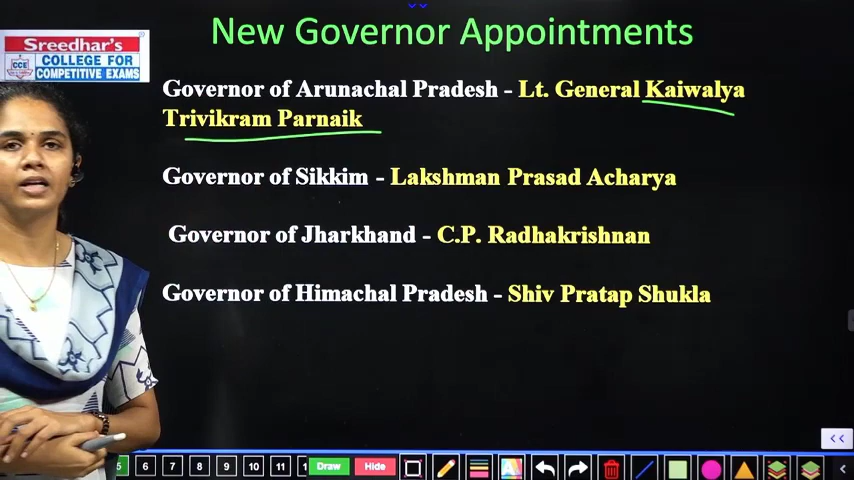 New Governor Appointments
Sreedhar's
COLLEGE FOR
CCE
COMPETITIVE EXAMS
Governor of Arunachal Pradesh - Lt. General Kaiwalya
Trivikram Parnaik
Governor of Sikkim - Lakshman Prasad Acharya
Governor of Jharkhand - C.P. Radhakrishnan
Governor of Himachal Pradesh - Shiv Pratap Shukla
5 6 7 8 9 10 11 1 Draw Hide A